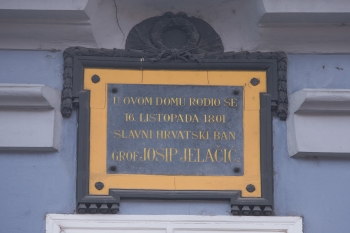 U OVOM DOMU RODIO SE
16. LISTOPADA 1801.
SLAVNI HRVATSKI BAN
GROF JOSIP JELAČIĆ